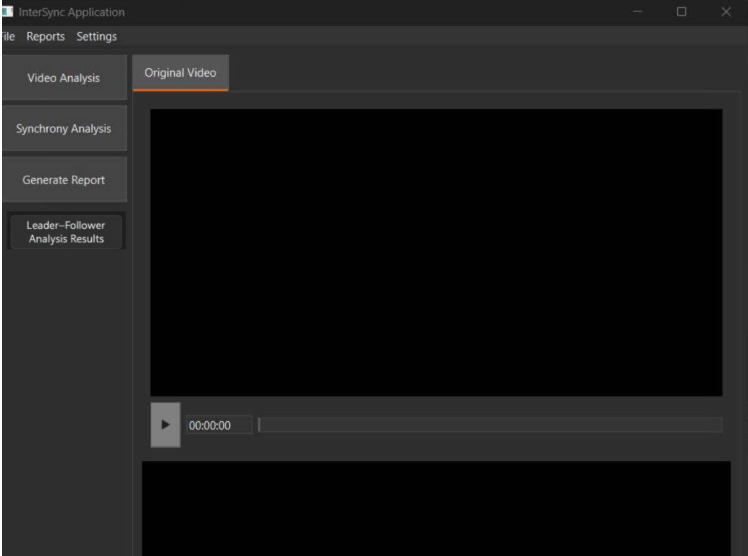 InterSync Application
File Reports Settings
Video Analysis
Original Video
Synchrony Analysis
Generate Report
Leader–Follower
Analysis Results
00:00:00